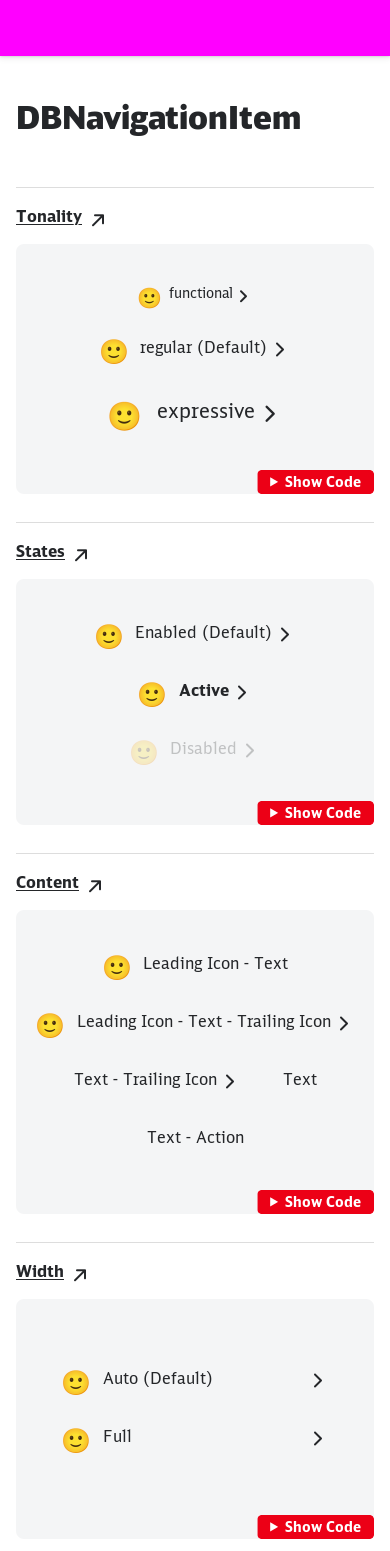 DBNavigationItem
Tonality
functional
regular (Default)
expressive
Show Code
States
Enabled (Default)
Active
Disabled
Show Code
Content
Leading Icon - Text
Leading Icon - Text - Trailing Icon
Text - Trailing Icon Text
Text - Action
Show Code
Width
Auto (Default)
Full
Show Code